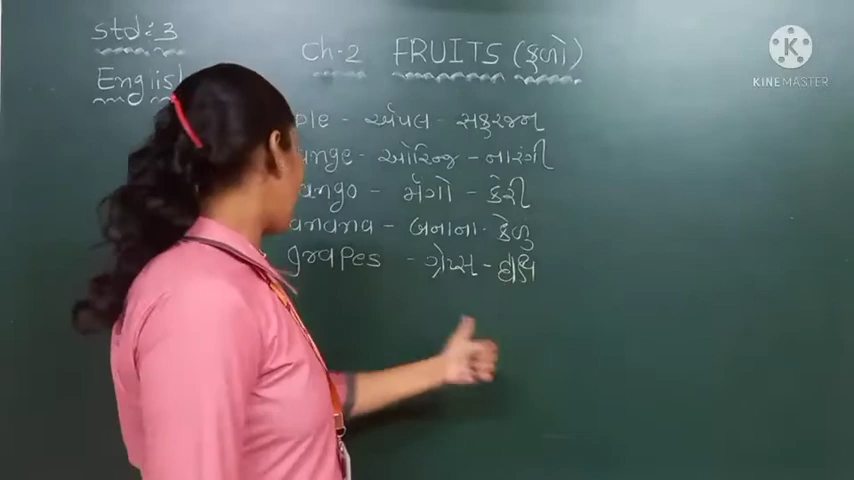 std: 3
English
Ch-2 FRUITS (ફળો)
ple - એપલ - સફરજન
ange - ઓરેન્જ - નારંગી
ango - મેંગો - કેરી
anana - બનાના - કેળુ
grapes - ગ્રેપ્સ - દ્રાક્ષ
K
KINEMASTER